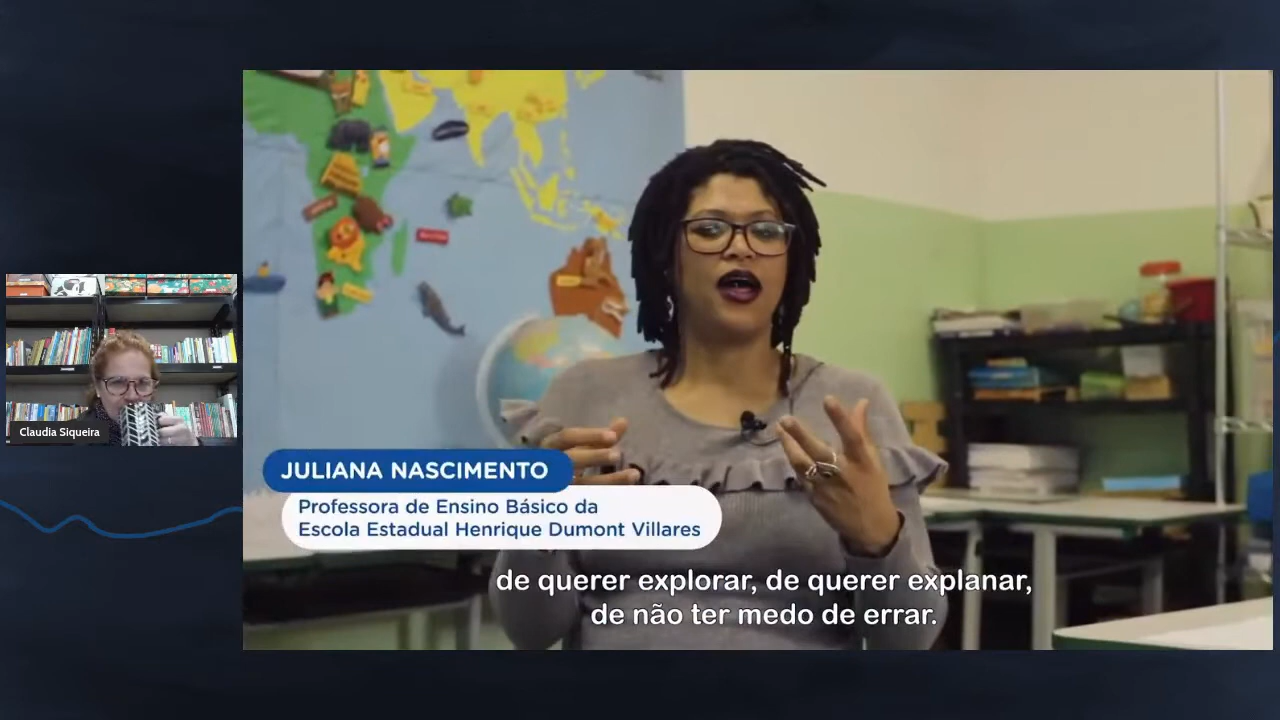 Claudia Siqueira
JULIANA NASCIMENTO
Professora de Ensino Básico da
Escola Estadual Henrique Dumont Villares
de querer explorar, de querer explanar,
de não ter medo de errar.